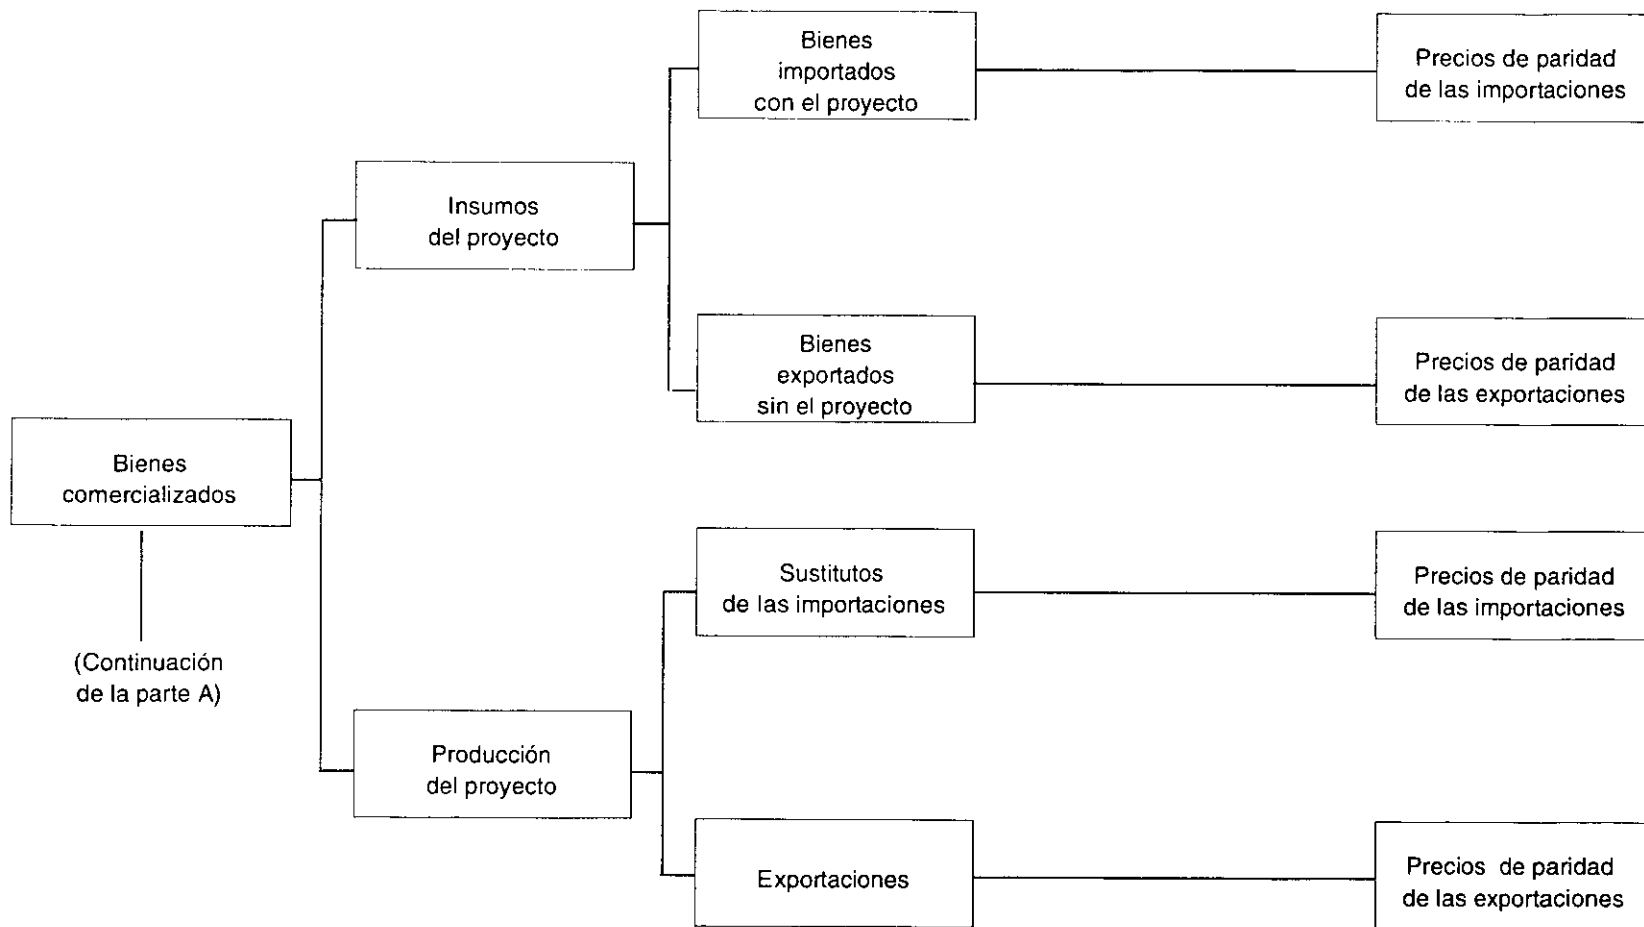 Bienes
importados
con el proyecto
Precios de paridad
de las importaciones
Insumos
del proyecto
Bienes
exportados
sin el proyecto
Precios de paridad
de las exportaciones
Bienes
comercializados
(Continuación
de la parte A)
Sustitutos
de las importaciones
Precios de paridad
de las importaciones
Producción
del proyecto
Exportaciones
Precios de paridad
de las exportaciones